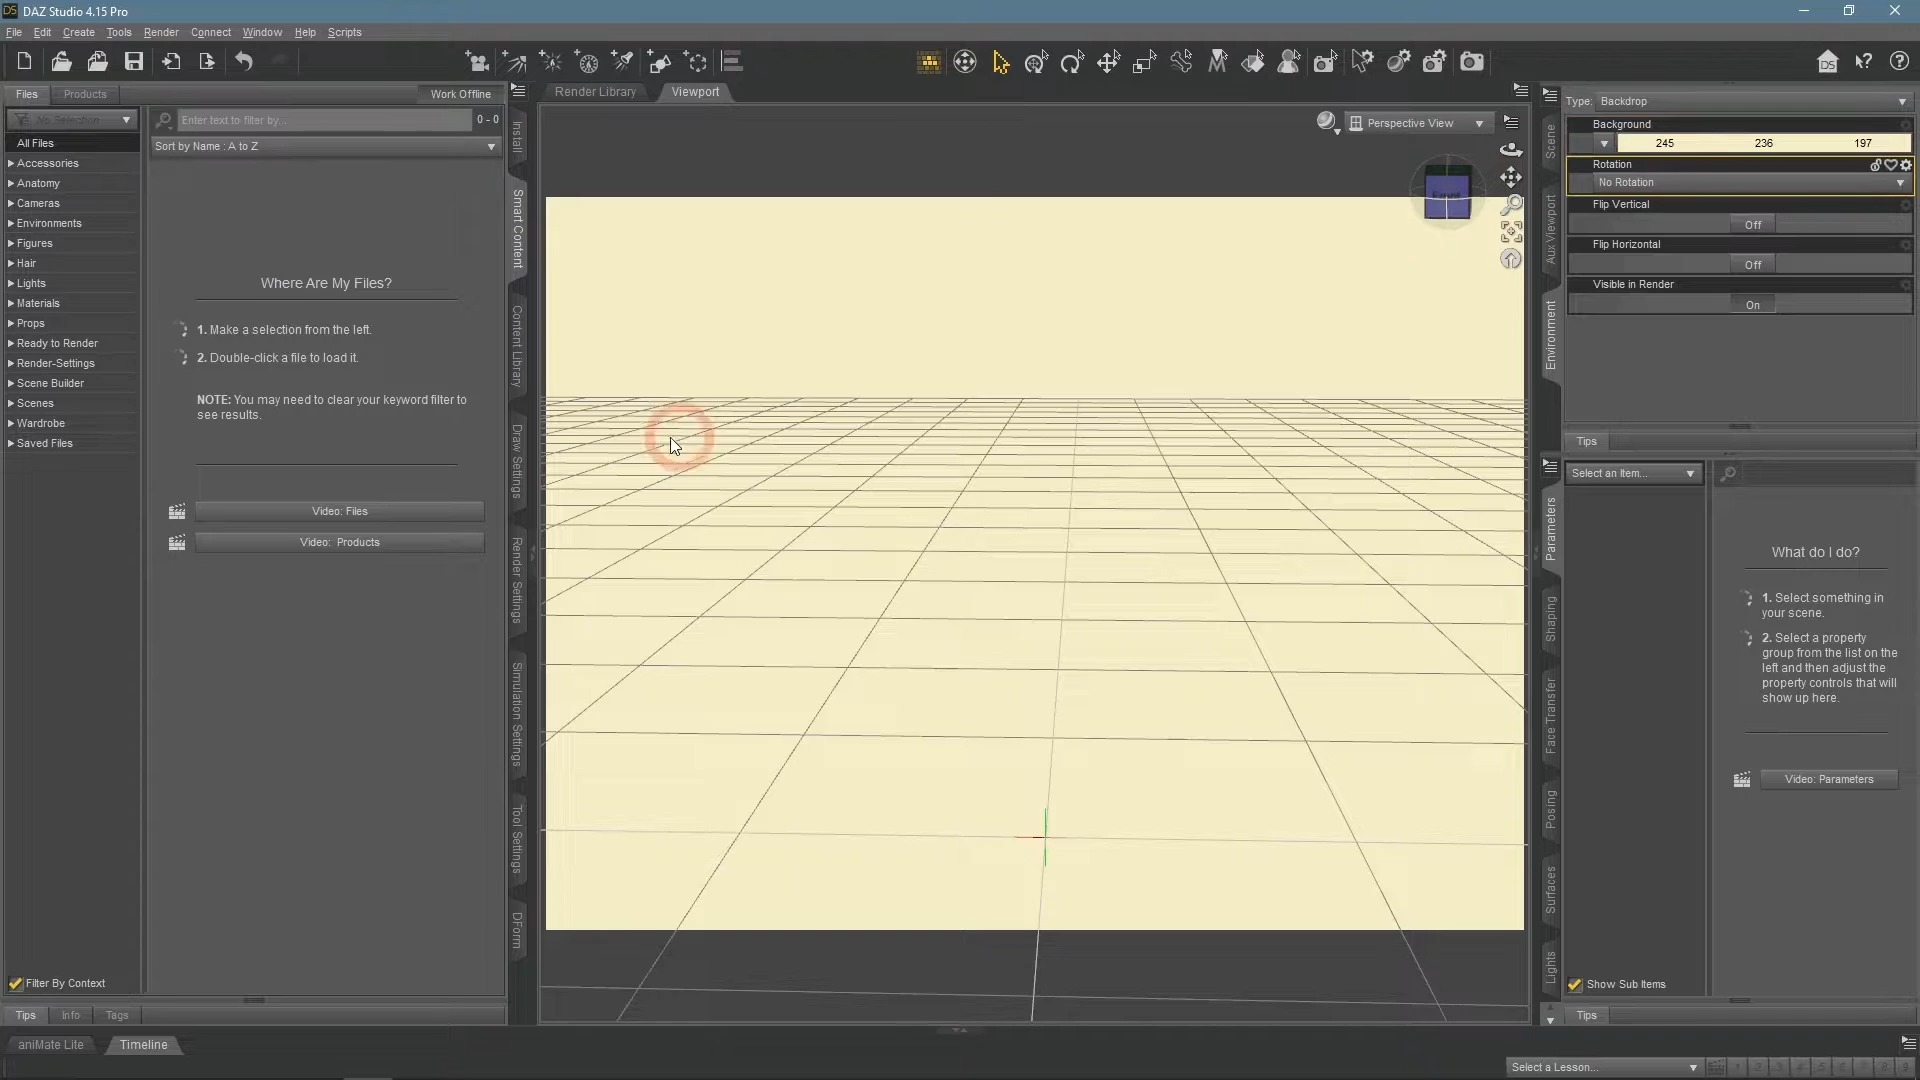 DAZ Studio 4.15 Pro
File Edit Create Tools Render Connect Window Help Scripts
Files Products Work Offline
Render Library Viewport
Type: Backdrop
No Selection
Enter text to filter by...
0 - 0
Perspective View
Background
All Files
Sort by Name : A to Z
245 236 197
Accessories
Rotation
Anatomy
No Rotation
Cameras
Flip Vertical
Environments
Off
Figures
Flip Horizontal
Hair
Off
Lights
Where Are My Files?
Visible in Render
Materials
On
Props
1. Make a selection from the left.
Ready to Render
2. Double-click a file to load it.
Render-Settings
Scene Builder
Scenes
NOTE: You may need to clear your keyword filter to
see results.
Wardrobe
Saved Files
Tips
Select an Item...
Video: Files
Video: Products
What do I do?
1. Select something in
your scene.
2. Select a property
group from the list on the
left and then adjust the
property controls that will
show up here.
Video: Parameters
Filter By Context
Show Sub Items
Tips Info Tags
Tips
Install
Smart Content
Content Library
Draw Settings
Render Settings
Simulation Settings
Tool Settings
DForm
Scene
Aux Viewport
Environment
Parameters
Shaping
Face Transfer
Posing
Surfaces
Lights
aniMate Lite Timeline
Select a Lesson...